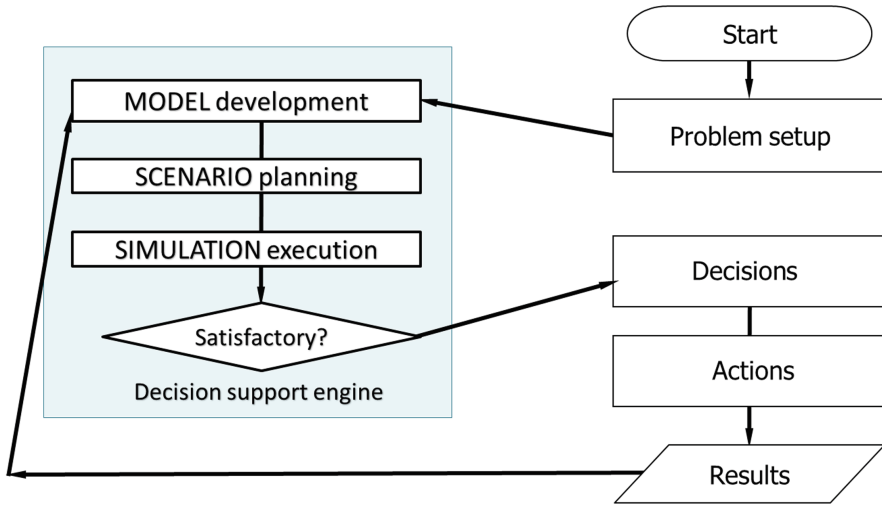 Start
Problem setup
MODEL development
SCENARIO planning
SIMULATION execution
Satisfactory?
Decision support engine
Decisions
Actions
Results